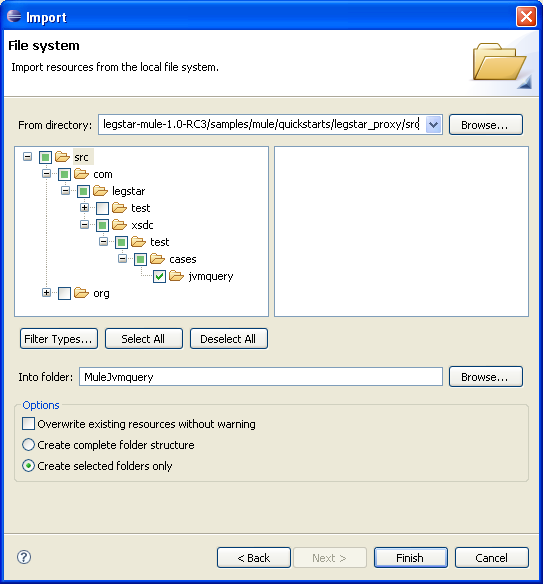 Import
File system
Import resources from the local file system.
From directory: legstar-mule-1.0-RC3/samples/mule/quickstarts/legstar_proxy/src Browse...
src
com
legstar
test
xsdc
test
cases
jvmquery
org
Filter Types... Select All Deselect All
Into folder: MuleJvmquery Browse...
Options
Overwrite existing resources without warning
Create complete folder structure
Create selected folders only
? < Back Next > Finish Cancel